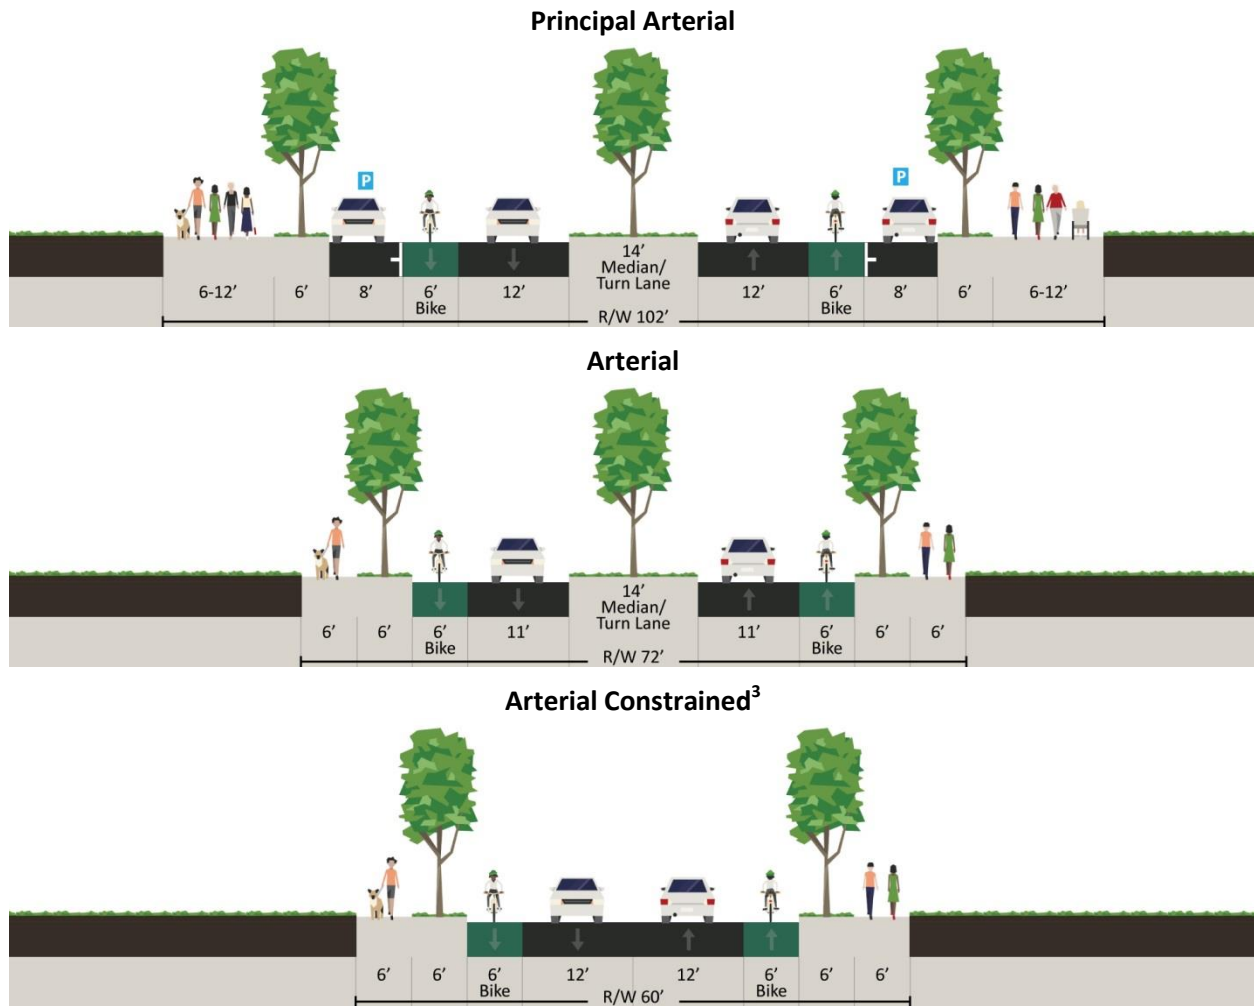 Principal Arterial
P
P
6-12’ 6’ 8’ 6’ Bike 12’ 14’ Median/ Turn Lane 12’ 6’ Bike 8’ 6’ 6-12’
R/W 102’
Arterial
6’ 6’ 6’ Bike 11’ 14’ Median/ Turn Lane 11’ 6’ Bike 6’ 6’
R/W 72’
Arterial Constrained³
6’ 6’ 6’ Bike 12’ 12’ 6’ Bike 6’ 6’
R/W 60’